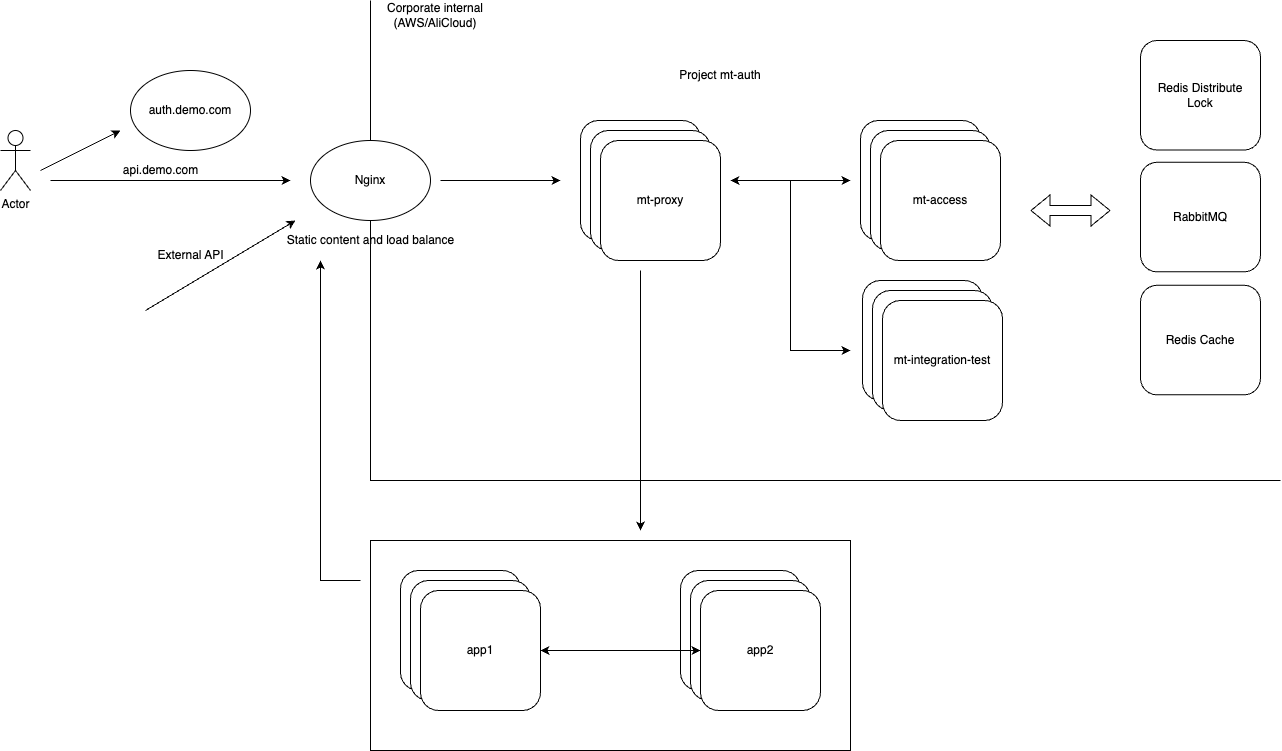 Corporate internal
(AWS/AliCloud)
Project mt-auth
auth.demo.com
api.demo.com
Actor
Nginx
Static content and load balance
External API
mt-proxy
mt-access
mt-integration-test
Redis Distribute
Lock
RabbitMQ
Redis Cache
app1
app2